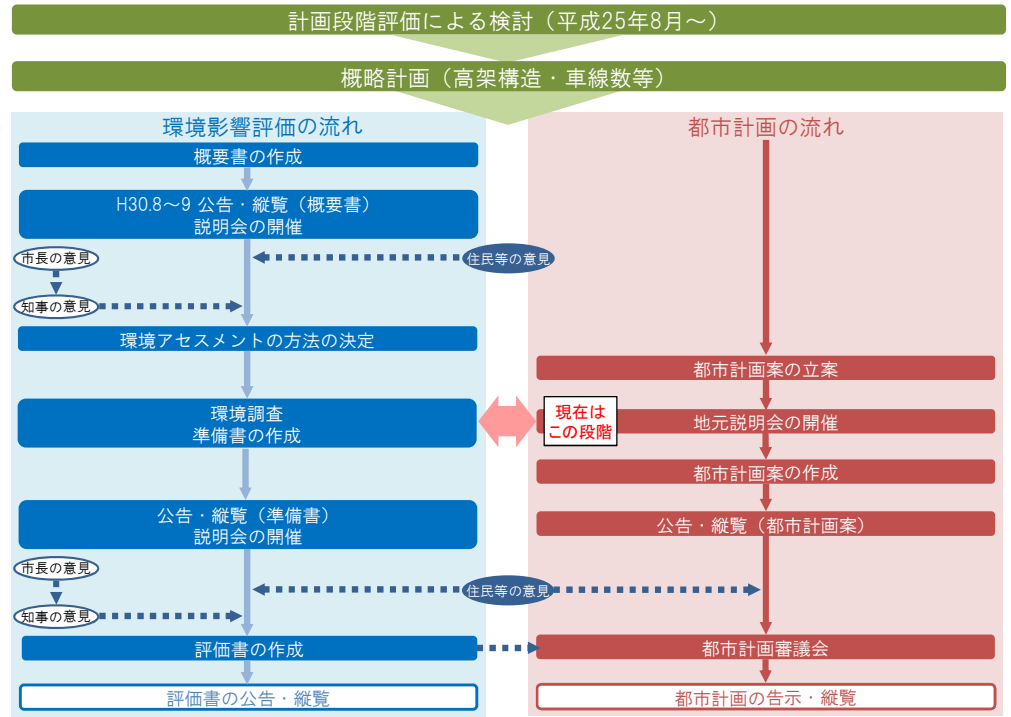 計画段階評価による検討（平成25年8月～）
概略計画（高架構造・車線数等）
環境影響評価の流れ
概要書の作成
H30.8～9 公告・縦覧（概要書）
説明会の開催
市長の意見
住民等の意見
知事の意見
環境アセスメントの方法の決定
環境調査
準備書の作成
公告・縦覧（準備書）
説明会の開催
市長の意見
住民等の意見
知事の意見
評価書の作成
評価書の公告・縦覧
都市計画の流れ
都市計画案の立案
現在は
この段階
地元説明会の開催
都市計画案の作成
公告・縦覧（都市計画案）
都市計画審議会
都市計画の告示・縦覧